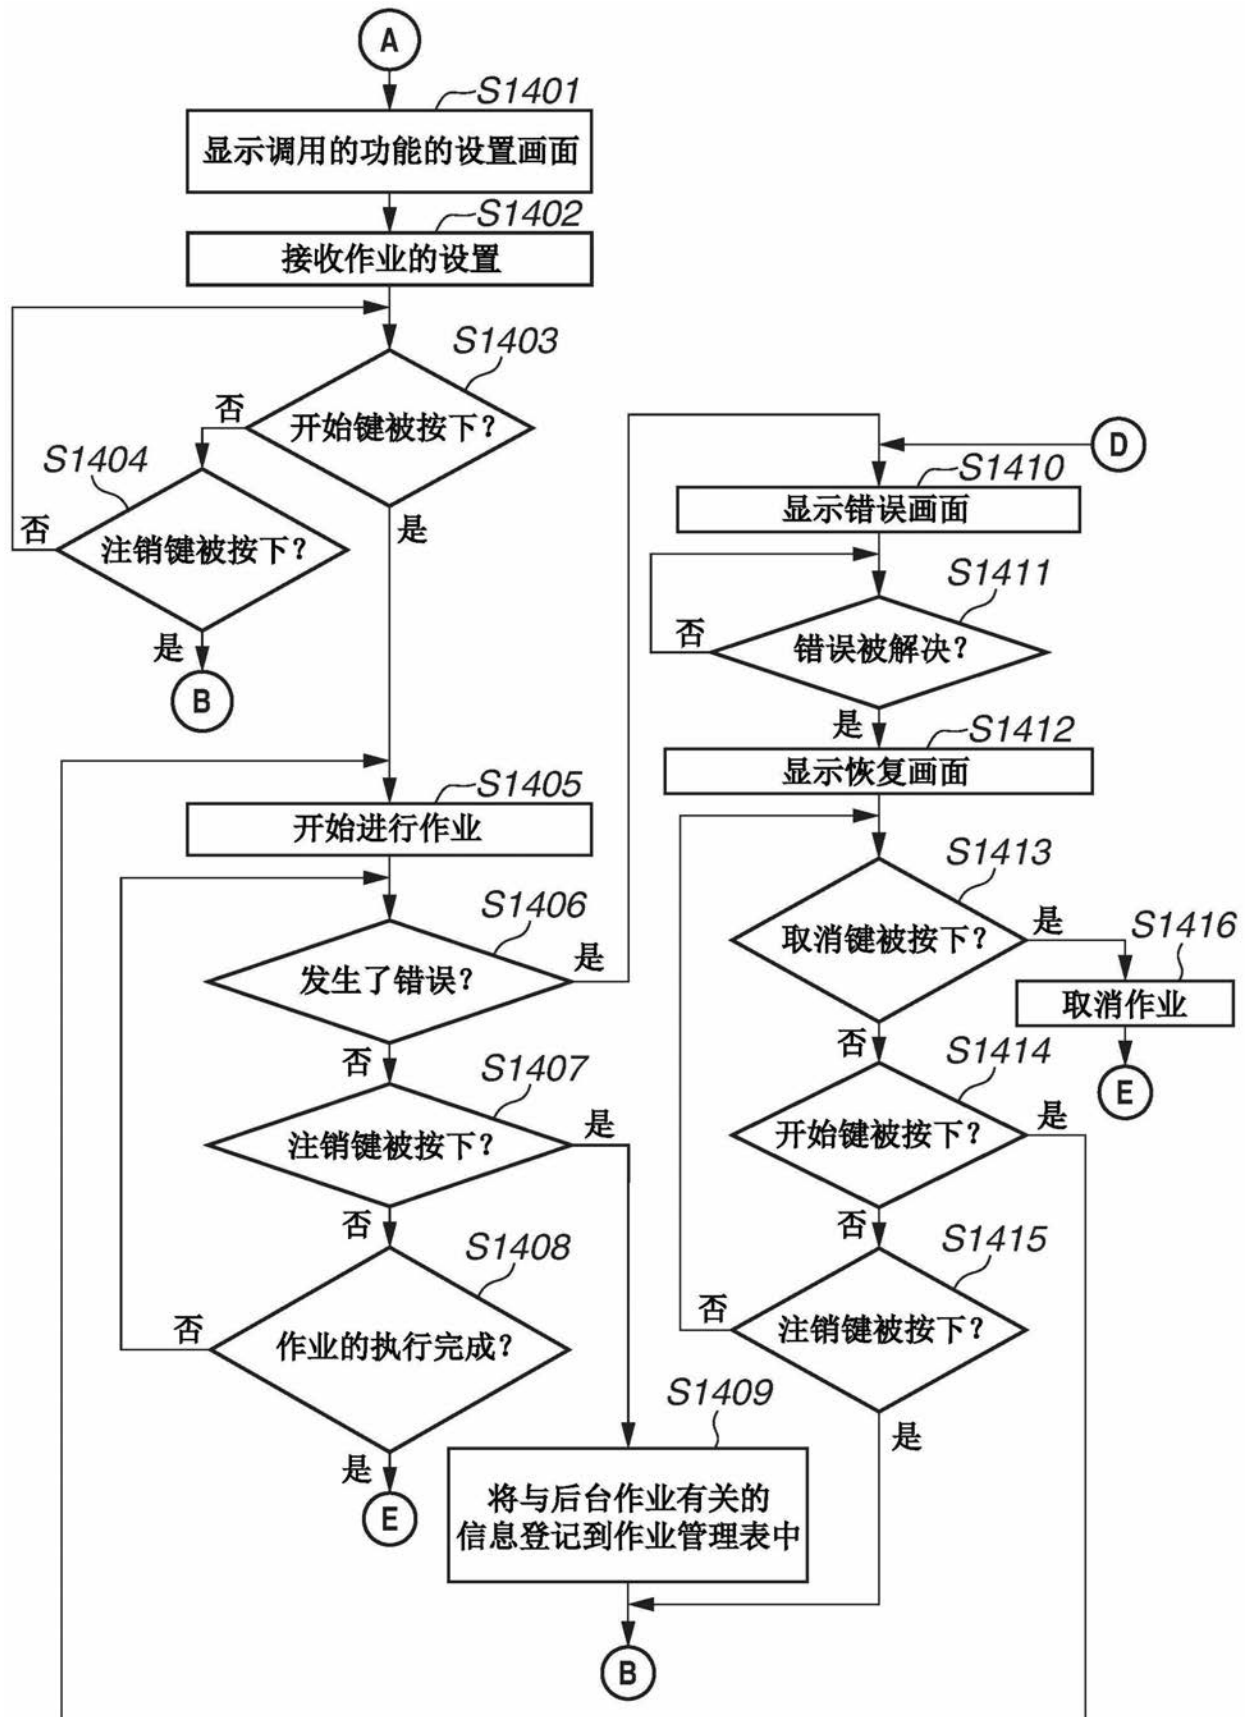 A
S1401
显示调用的功能的设置画面
S1402
接收作业的设置
S1403
开始键被按下?
否
是
S1404
注销键被按下?
否
是
B
S1405
开始进行作业
S1406
发生了错误?
是
否
S1407
注销键被按下?
是
否
S1408
作业的执行完成?
否
是
E
S1409
将与后台作业有关的
信息登记到作业管理表中
B
D
S1410
显示错误画面
S1411
错误被解决?
否
是
S1412
显示恢复画面
S1413
取消键被按下?
是
否
S1416
取消作业
E
S1414
开始键被按下?
是
否
S1415
注销键被按下?
否
是